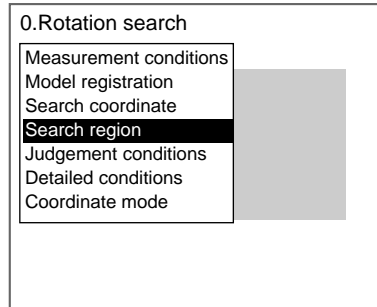 0.Rotation search
Measurement conditions
Model registration
Search coordinate
Search region
Judgement conditions
Detailed conditions
Coordinate mode